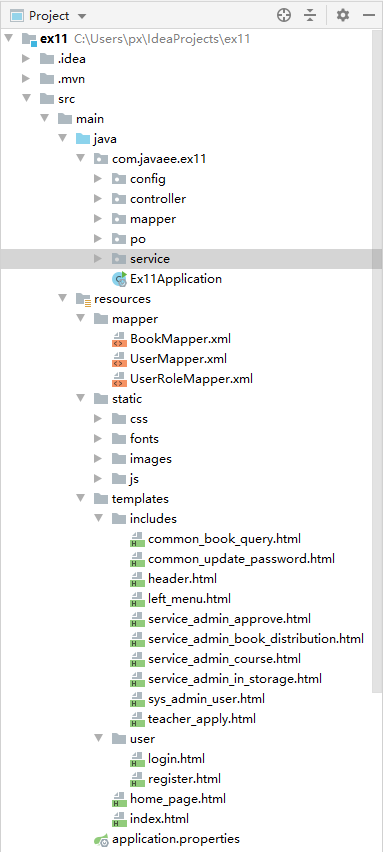 Project
ex11 C:\Users\px\IdeaProjects\ex11
.idea
.mvn
src
main
java
com.javaee.ex11
config
controller
mapper
po
service
Ex11Application
resources
mapper
BookMapper.xml
UserMapper.xml
UserRoleMapper.xml
static
css
fonts
images
js
templates
includes
common_book_query.html
common_update_password.html
header.html
left_menu.html
service_admin_approve.html
service_admin_book_distribution.html
service_admin_course.html
service_admin_in_storage.html
sys_admin_user.html
teacher_apply.html
user
login.html
register.html
home_page.html
index.html
application.properties